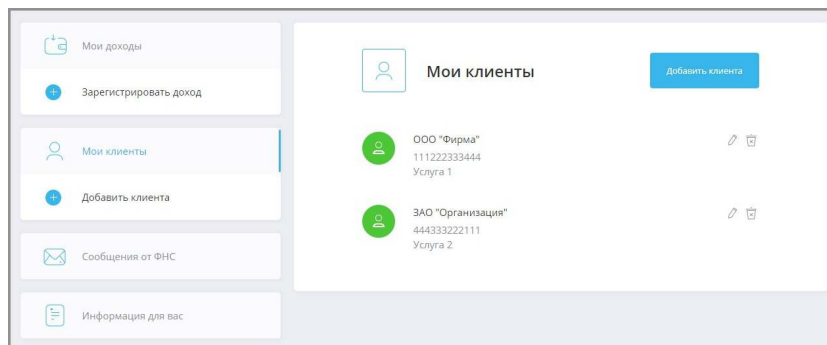 Мои доходы
Зарегистрировать доход
Мои клиенты
Добавить клиента
Сообщения от ФНС
Информация для вас
Мои клиенты
Добавить клиента
ООО "Фирма"
111222333444
Услуга 1
ЗАО "Организация"
444333222111
Услуга 2